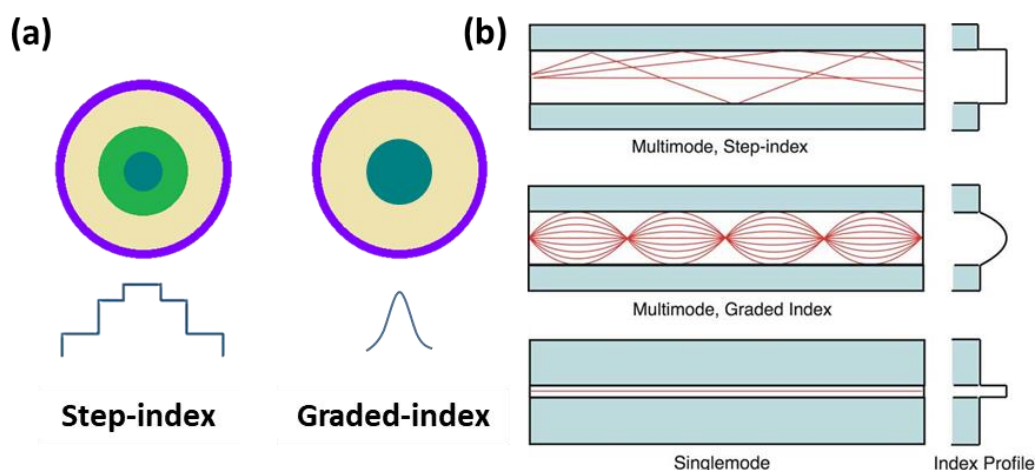 (a)
Step-index
Graded-index
(b)
Multimode, Step-index
Multimode, Graded Index
Singlemode
Index Profile